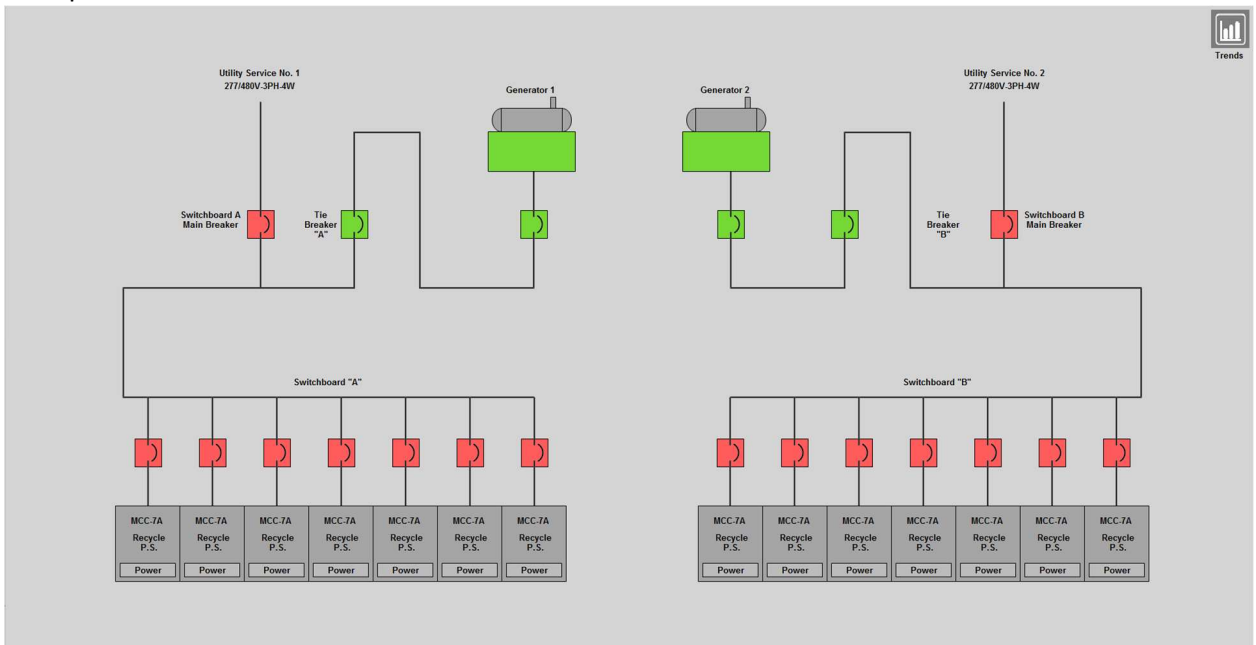 Trends
Utility Service No. 1
277/480V-3PH-4W
Generator 1
Generator 2
Utility Service No. 2
277/480V-3PH-4W
Switchboard A
Main Breaker
Tie
Breaker
"A"
Tie
Breaker
"B"
Switchboard B
Main Breaker
Switchboard "A"
Switchboard "B"
MCC-7A
Recycle
P.S.
Power
MCC-7A
Recycle
P.S.
Power
MCC-7A
Recycle
P.S.
Power
MCC-7A
Recycle
P.S.
Power
MCC-7A
Recycle
P.S.
Power
MCC-7A
Recycle
P.S.
Power
MCC-7A
Recycle
P.S.
Power
MCC-7A
Recycle
P.S.
Power
MCC-7A
Recycle
P.S.
Power
MCC-7A
Recycle
P.S.
Power
MCC-7A
Recycle
P.S.
Power
MCC-7A
Recycle
P.S.
Power
MCC-7A
Recycle
P.S.
Power
MCC-7A
Recycle
P.S.
Power